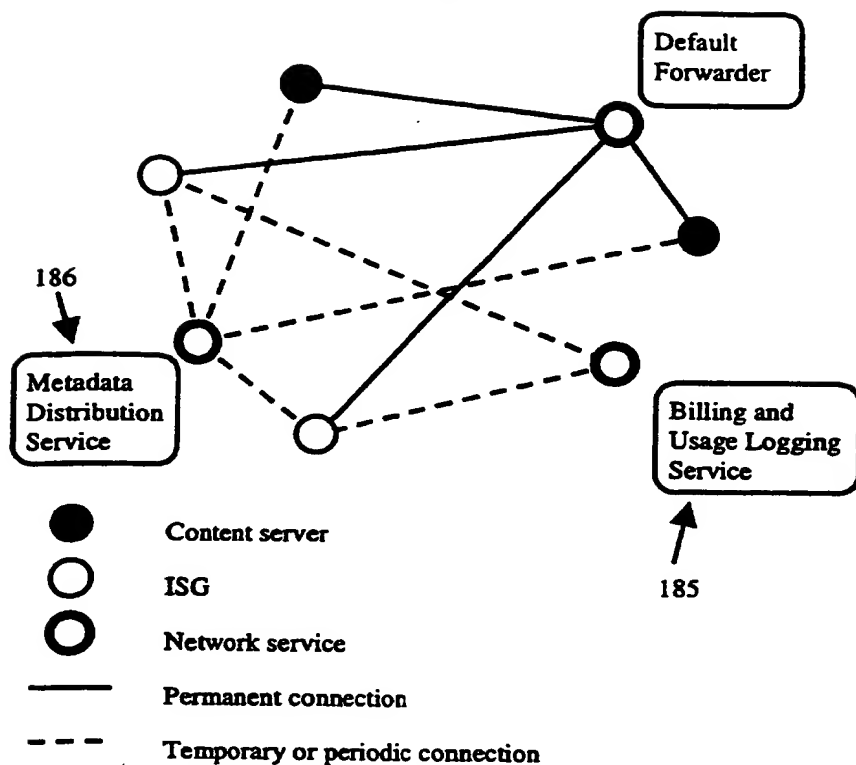 Default
Forwarder
186
Metadata
Distribution
Service
Billing and
Usage Logging
Service
185
Content server
ISG
Network service
Permanent connection
Temporary or periodic connection